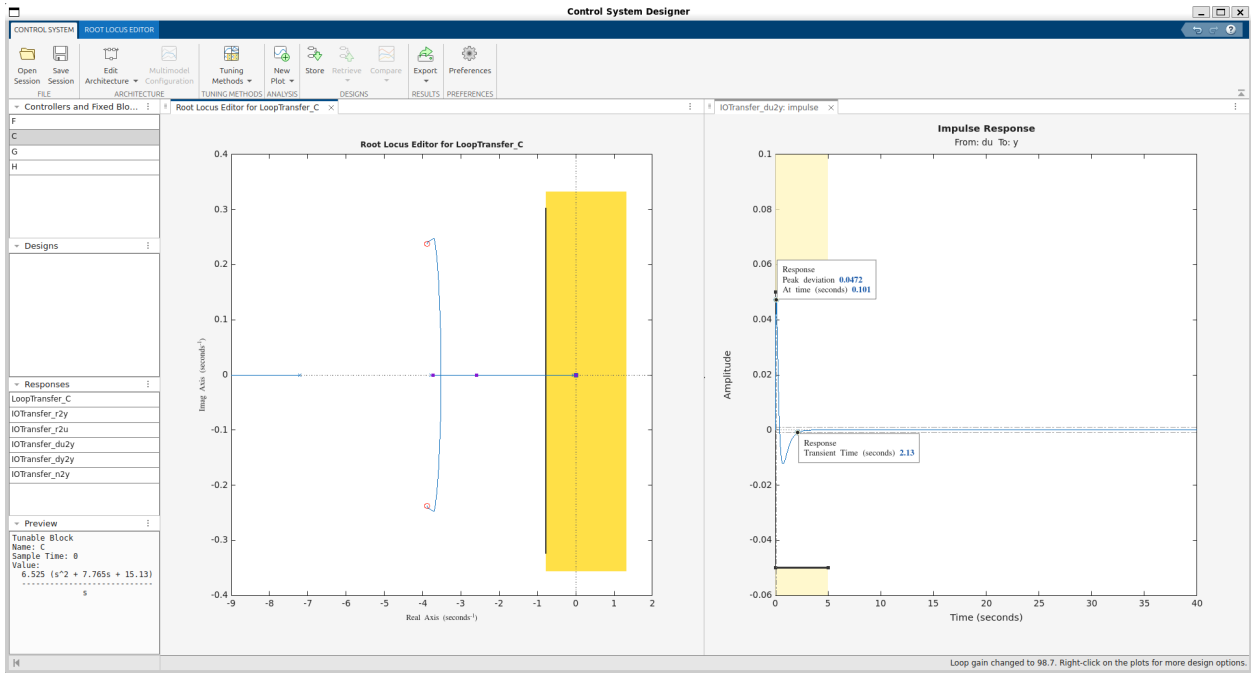 Control System Designer
CONTROL SYSTEM
ROOT LOCUS EDITOR
Open Session
Save Session
Edit Architecture
Multimodel Configuration
Tuning Methods
New Plot
Store
Retrieve
Compare
Export
Preferences
FILE
ARCHITECTURE
TUNING METHODS
ANALYSIS
DESIGNS
RESULTS
PREFERENCES
Controllers and Fixed Blo...
F
C
G
H
Designs
Responses
LoopTransfer_C
IOTransfer_r2y
IOTransfer_r2u
IOTransfer_du2y
IOTransfer_dy2y
IOTransfer_n2y
Preview
Tunable Block
Name: C
Sample Time: 0
Value:
6.525 (s^2 + 7.765s + 15.13)
----------------------------
s
Root Locus Editor for LoopTransfer_C
Root Locus Editor for LoopTransfer_C
0.4
0.3
0.2
0.1
0
-0.1
-0.2
-0.3
-0.4
Imag Axis (seconds⁻¹)
-9 -8 -7 -6 -5 -4 -3 -2 -1 0 1 2
Real Axis (seconds⁻¹)
IOTransfer_du2y: impulse
Impulse Response
From: du To: y
0.1
0.08
0.06
0.04
0.02
0
-0.02
-0.04
-0.06
Amplitude
Response
Peak deviation 0.0472
At time (seconds) 0.101
Response
Transient Time (seconds) 2.13
0 5 10 15 20 25 30 35 40
Time (seconds)
Loop gain changed to 98.7. Right-click on the plots for more design options.